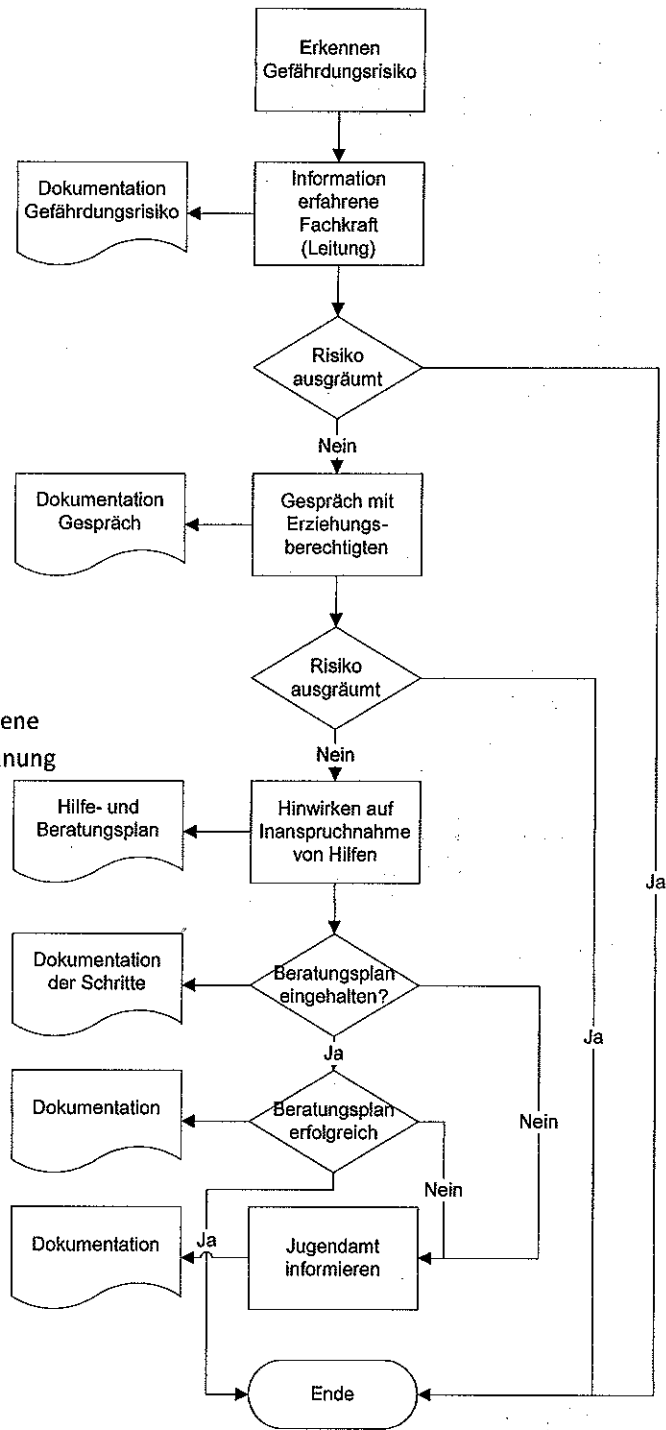 Erkennen
Gefährdungsrisiko
Dokumentation
Gefährdungsrisiko
Information
erfahrene
Fachkraft
(Leitung)
Risiko
ausgräumt
Nein
Dokumentation
Gespräch
Gespräch mit
Erziehungs-
berechtigten
Risiko
ausgräumt
ene
Nein
Hilfe- und
Beratungsplan
Hinwirken auf
Inanspruchnahme
von Hilfen
Ja
Dokumentation
der Schritte
Beratungsplan
eingehalten?
Ja
Ja
Dokumentation
Beratungsplan
erfolgreich
Nein
Nein
Dokumentation
Ja
Jugendamt
informieren
Ende